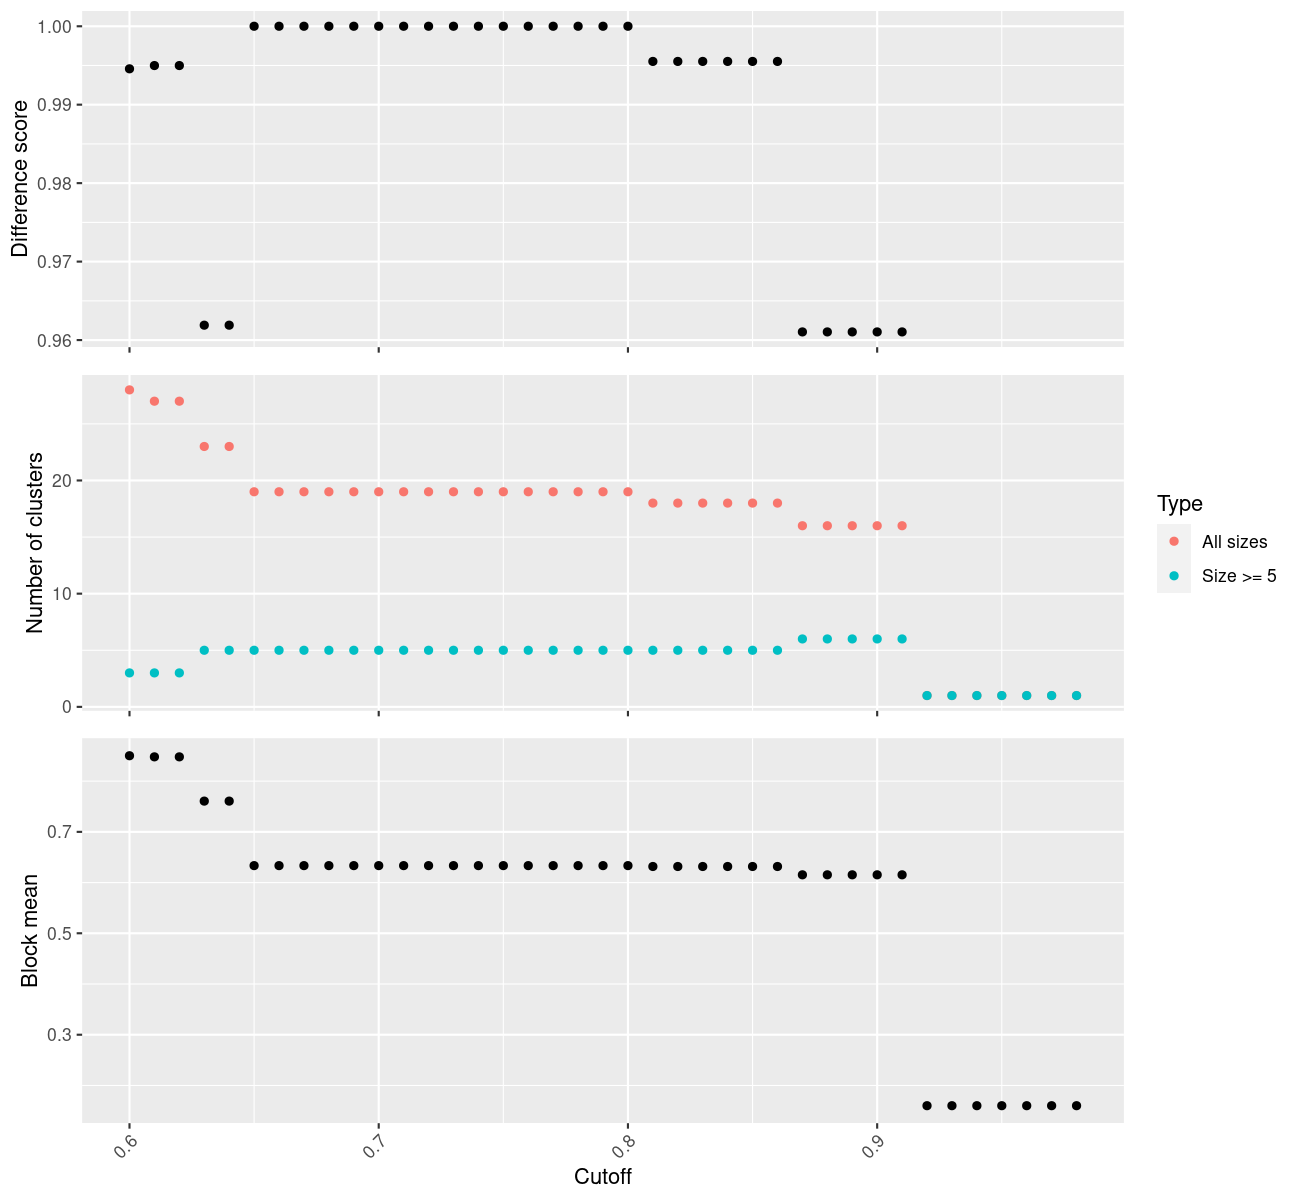 Difference score
1.00
0.99
0.98
0.97
0.96
Number of clusters
20
10
0
Type
All sizes
Size >= 5
Block mean
0.7
0.5
0.3
0.6
0.7
0.8
0.9
Cutoff